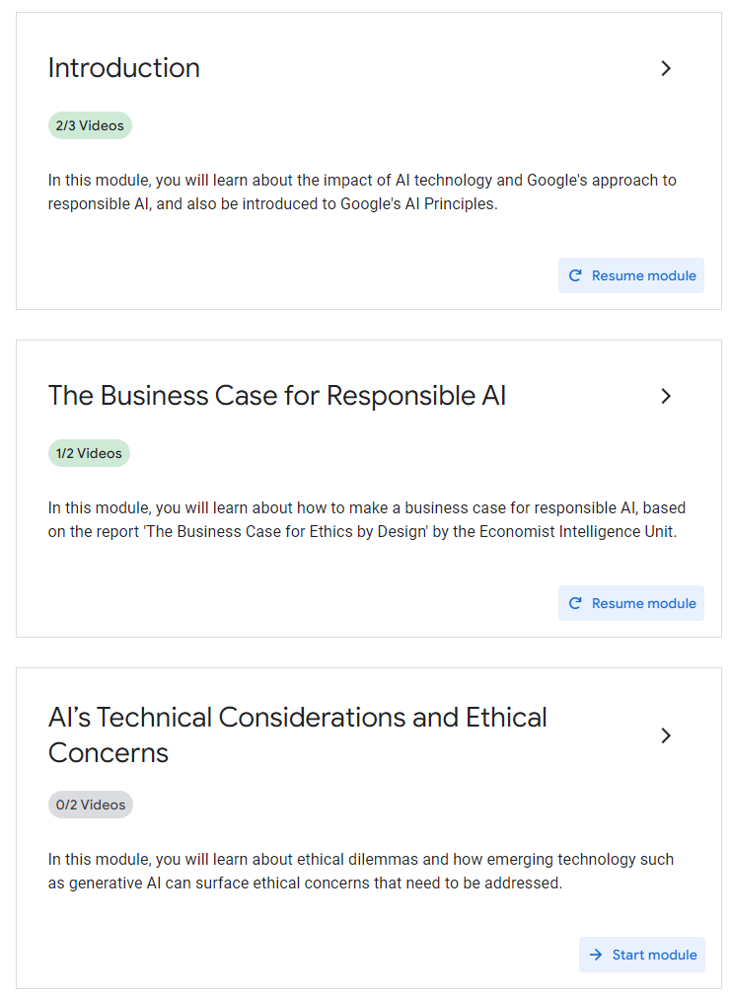 Introduction
2/3 Videos
In this module, you will learn about the impact of AI technology and Google's approach to
responsible AI, and also be introduced to Google's AI Principles.
Resume module
The Business Case for Responsible AI
1/2 Videos
In this module, you will learn about how to make a business case for responsible AI, based
on the report 'The Business Case for Ethics by Design' by the Economist Intelligence Unit.
Resume module
AI’s Technical Considerations and Ethical
Concerns
0/2 Videos
In this module, you will learn about ethical dilemmas and how emerging technology such
as generative AI can surface ethical concerns that need to be addressed.
Start module